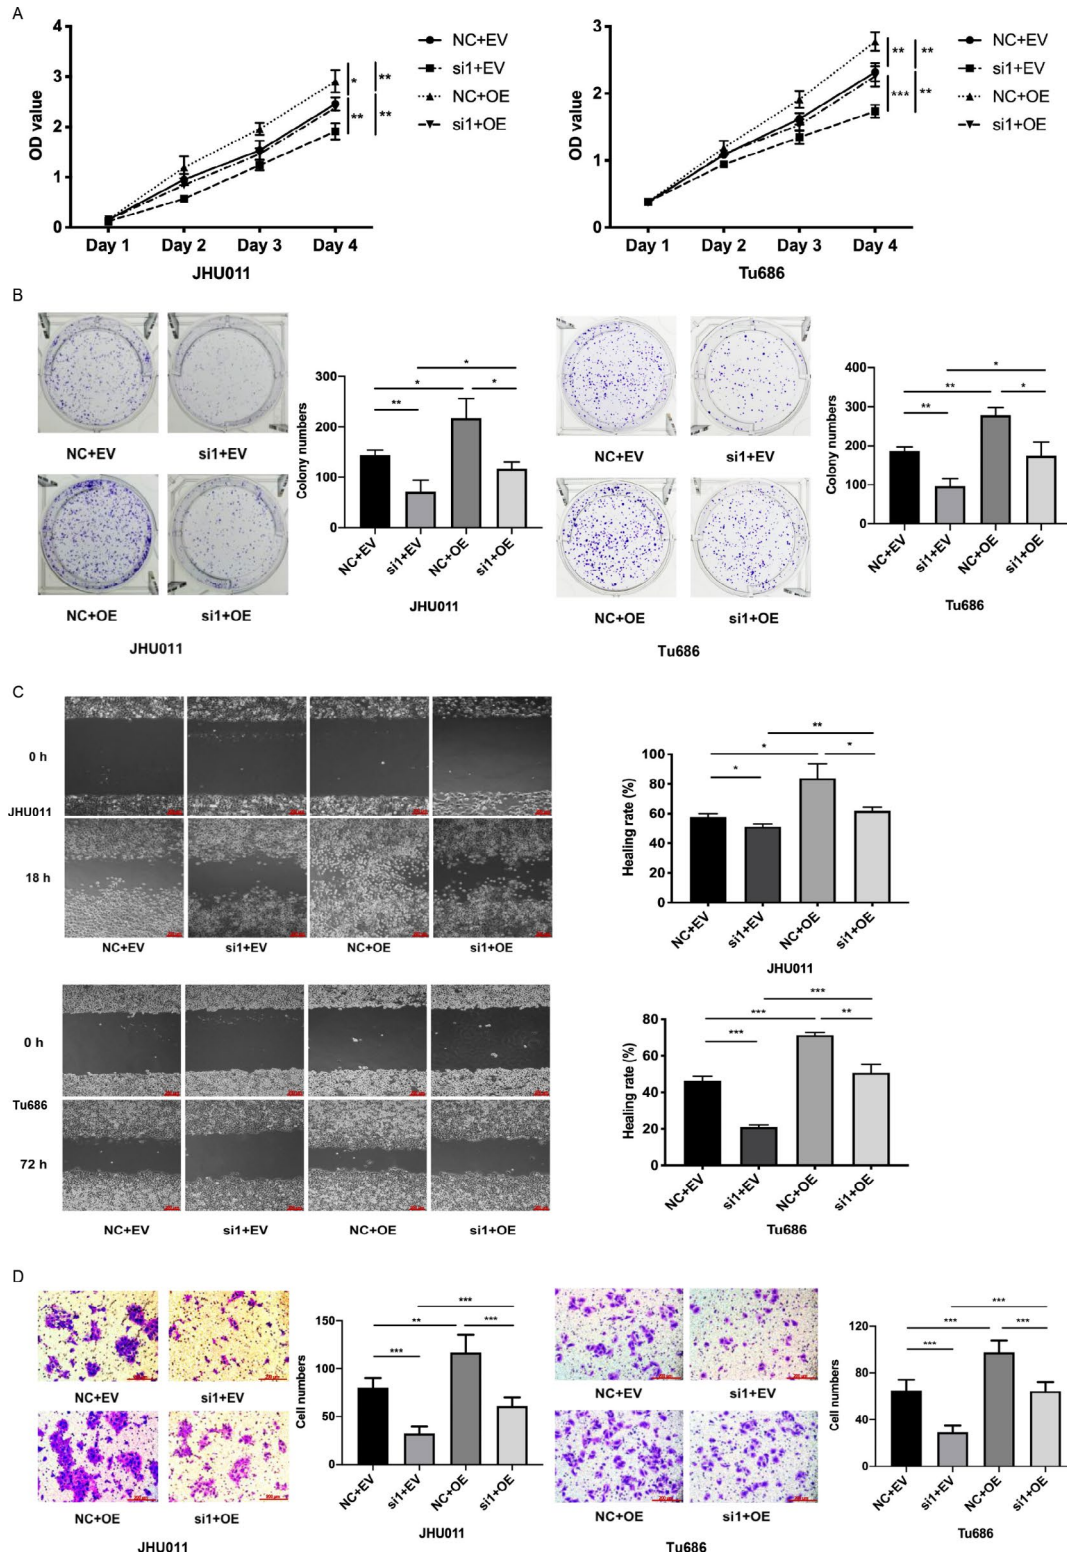 A
OD value
4
3
2
1
0
Day 1 Day 2 Day 3 Day 4
JHU011
NC+EV
si1+EV
NC+OE
si1+OE
* **
** **
OD value
3
2
1
0
Day 1 Day 2 Day 3 Day 4
Tu686
NC+EV
si1+EV
NC+OE
si1+OE
** **
*** **
B
NC+EV si1+EV
NC+OE si1+OE
JHU011
Colony numbers
300
200
100
0
*
* *
**
NC+EV si1+EV NC+OE si1+OE
JHU011
NC+EV si1+EV
NC+OE si1+OE
Tu686
Colony numbers
400
300
200
100
0
*
** *
**
NC+EV si1+EV NC+OE si1+OE
Tu686
C
0 h
JHU011
18 h
NC+EV si1+EV NC+OE si1+OE
Healing rate (%)
100
80
60
40
20
0
**
* *
*
NC+EV si1+EV NC+OE si1+OE
JHU011
0 h
Tu686
72 h
NC+EV si1+EV NC+OE si1+OE
Healing rate (%)
80
60
40
20
0
***
*** **
***
NC+EV si1+EV NC+OE si1+OE
Tu686
D
NC+EV si1+EV
NC+OE si1+OE
JHU011
Cell numbers
150
100
50
0
***
** ***
***
NC+EV si1+EV NC+OE si1+OE
JHU011
NC+EV si1+EV
NC+OE si1+OE
Tu686
Cell numbers
120
80
40
0
***
*** ***
***
NC+EV si1+EV NC+OE si1+OE
Tu686